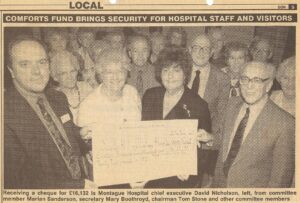 LOCAL
COMFORTS FUND BRINGS SECURITY FOR HOSPITAL STAFF AND VISITORS
Receiving a cheque for £16,132 is Montague Hospital chief executive David Nicholson, left, from committee
member Marian Sanderson, secretary Mary Boothroyd, chairman Tom Stone and other committee members